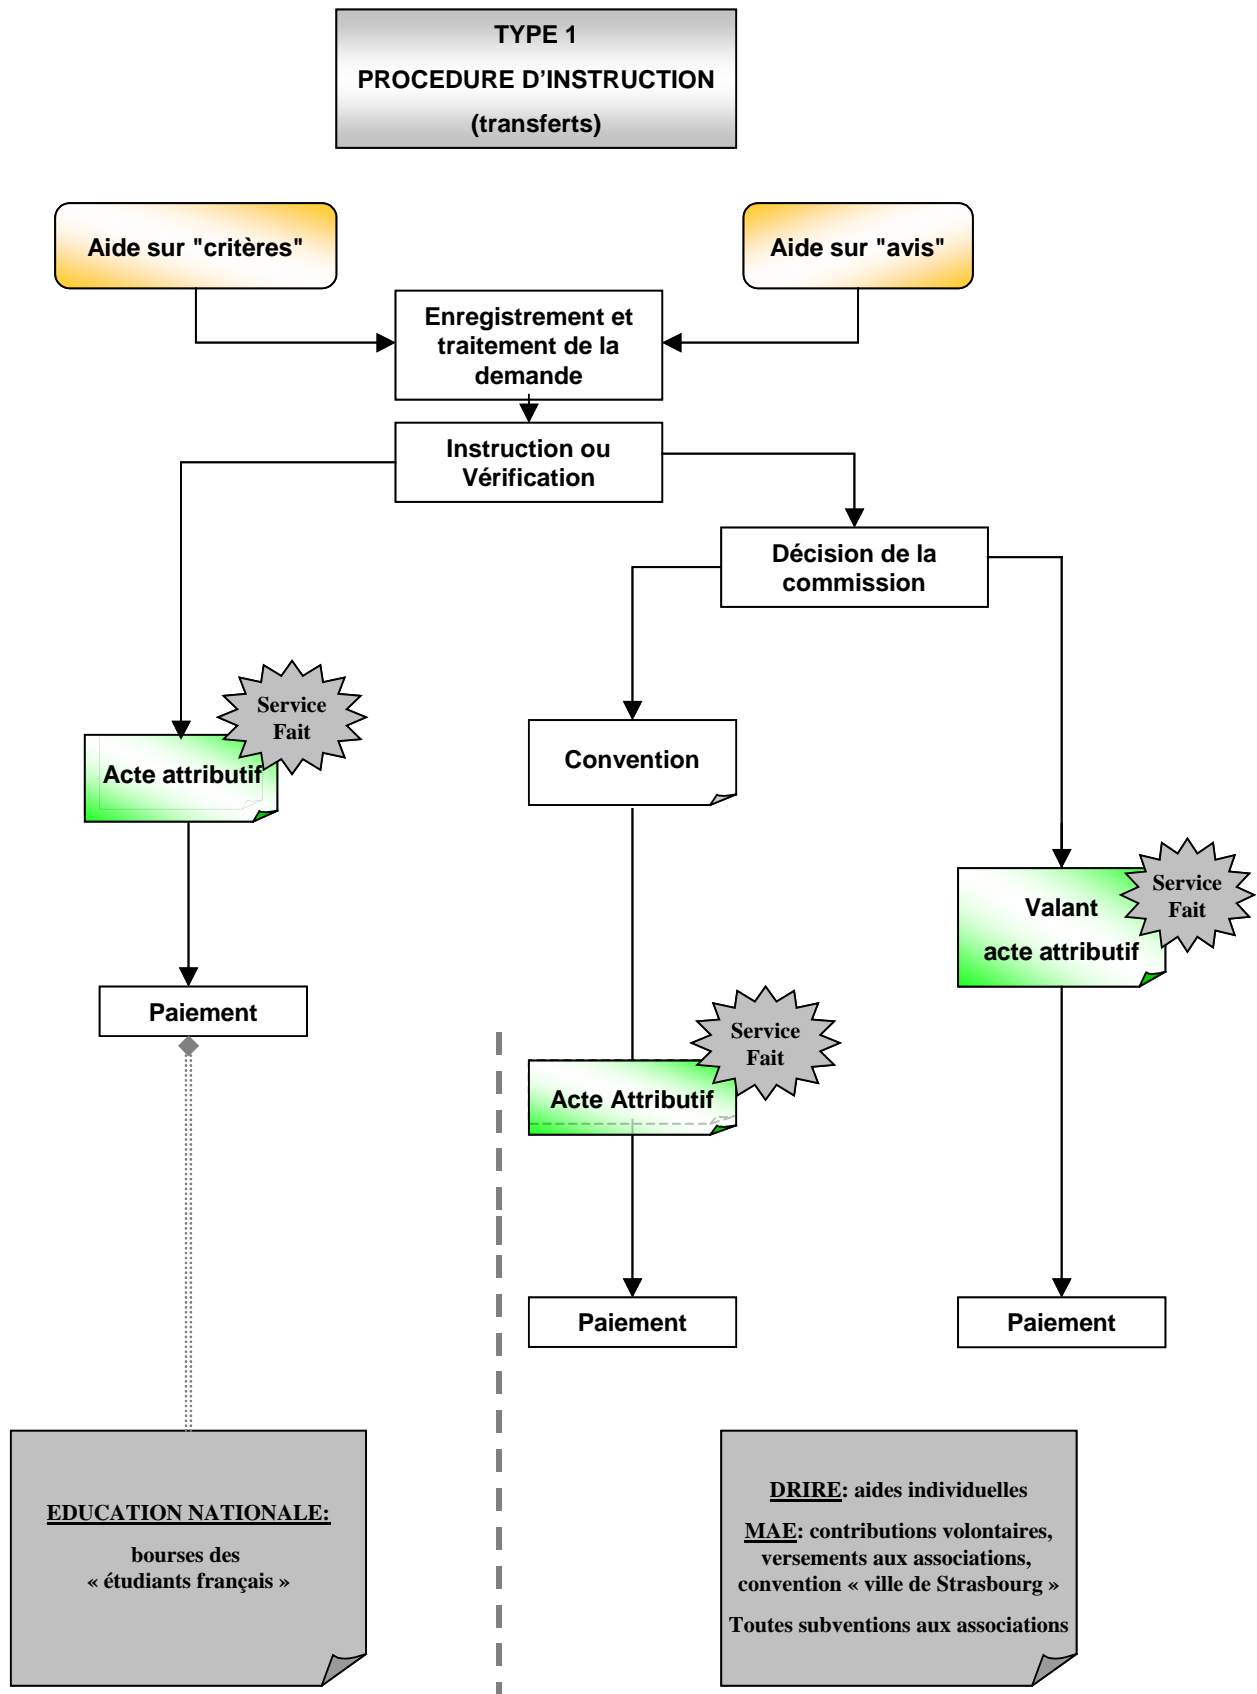 TYPE 1
PROCEDURE D'INSTRUCTION
(transferts)
Aide sur "critères"
Aide sur "avis"
Enregistrement et
traitement de la
demande
Instruction ou
Vérification
Décision de la
commission
Service
Fait
Acte attributif
Convention
Service
Fait
Valant
acte attributif
Paiement
Service
Fait
Acte Attributif
Paiement
Paiement
EDUCATION NATIONALE:
bourses des
« étudiants français »
DRIRE: aides individuelles
MAE: contributions volontaires,
versements aux associations,
convention « ville de Strasbourg »
Toutes subventions aux associations